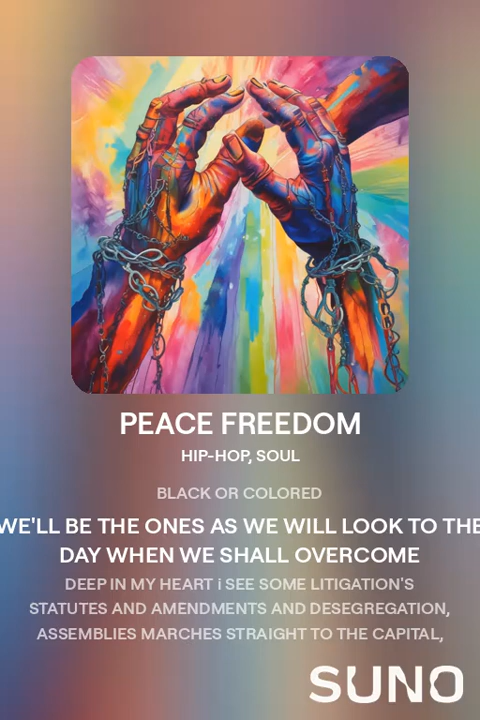 PEACE FREEDOM
HIP-HOP, SOUL
BLACK OR COLORED
WE'LL BE THE ONES AS WE WILL LOOK TO THE
DAY WHEN WE SHALL OVERCOME
DEEP IN MY HEART i SEE SOME LITIGATION'S
STATUTES AND AMENDMENTS AND DESEGREGATION,
ASSEMBLIES MARCHES STRAIGHT TO THE CAPITAL,
SUNO